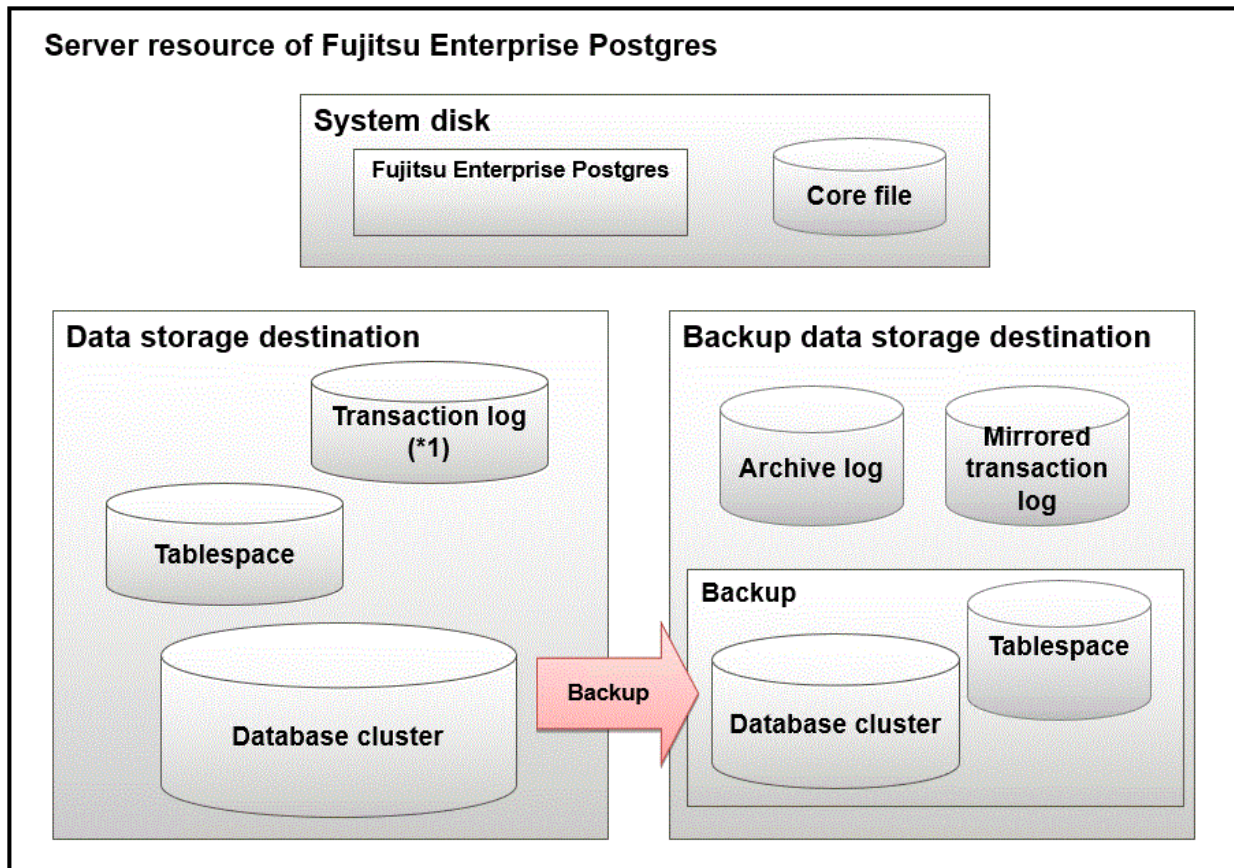 Server resource of Fujitsu Enterprise Postgres
System disk
Fujitsu Enterprise Postgres
Core file
Data storage destination
Transaction log
(*1)
Tablespace
Database cluster
Backup
Backup data storage destination
Archive log
Mirrored
transaction
log
Backup
Tablespace
Database cluster